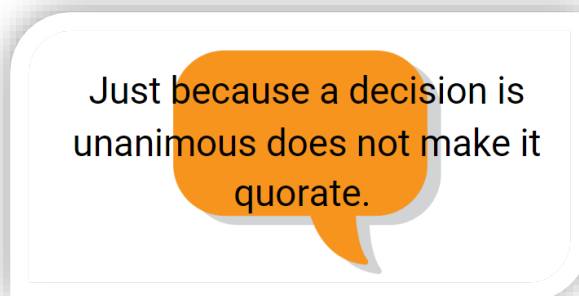 Just because a decision is
unanimous does not make it
quorate.